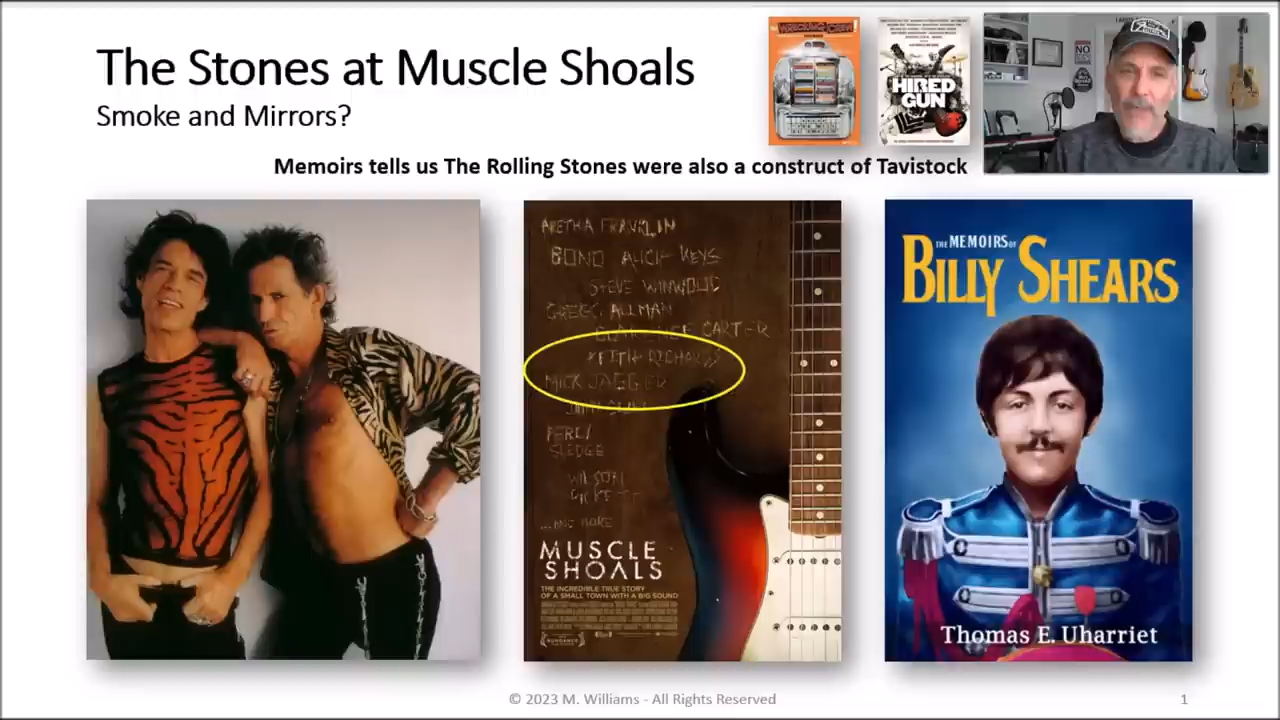 The Stones at Muscle Shoals
Smoke and Mirrors?
WRECKING CREW!
HIRED
GUN
NO
Memoirs tells us The Rolling Stones were also a construct of Tavistock
ARETHA FRANKLIN
BONO ALICIA KEYS
STEVE WINWOOD
GREGG ALLMAN
CLARENCE CARTER
KEITH RICHARDS
MICK JAGGER
PERCY
SLEDGE
WILSON
PICKETT
...AND MORE
MUSCLE
SHOALS
THE INCREDIBLE TRUE STORY
OF A SMALL TOWN WITH A BIG SOUND
SUNDANCE
THE MEMOIRS OF
BILLY SHEARS
Thomas E. Uharriet
© 2023 M. Williams - All Rights Reserved
1